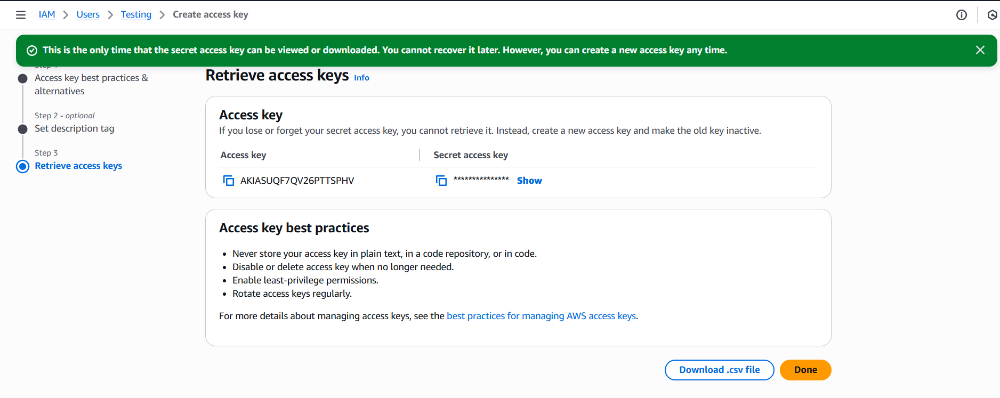 IAM > Users > Testing > Create access key
This is the only time that the secret access key can be viewed or downloaded. You cannot recover it later. However, you can create a new access key any time.
Access key best practices &
alternatives
Step 2 - optional
Set description tag
Step 3
Retrieve access keys
Retrieve access keys Info
Access key
If you lose or forget your secret access key, you cannot retrieve it. Instead, create a new access key and make the old key inactive.
Access key Secret access key
AKIASUQF7QV26PTTSPHV *************** Show
Access key best practices
• Never store your access key in plain text, in a code repository, or in code.
• Disable or delete access key when no longer needed.
• Enable least-privilege permissions.
• Rotate access keys regularly.
For more details about managing access keys, see the best practices for managing AWS access keys.
Download .csv file Done